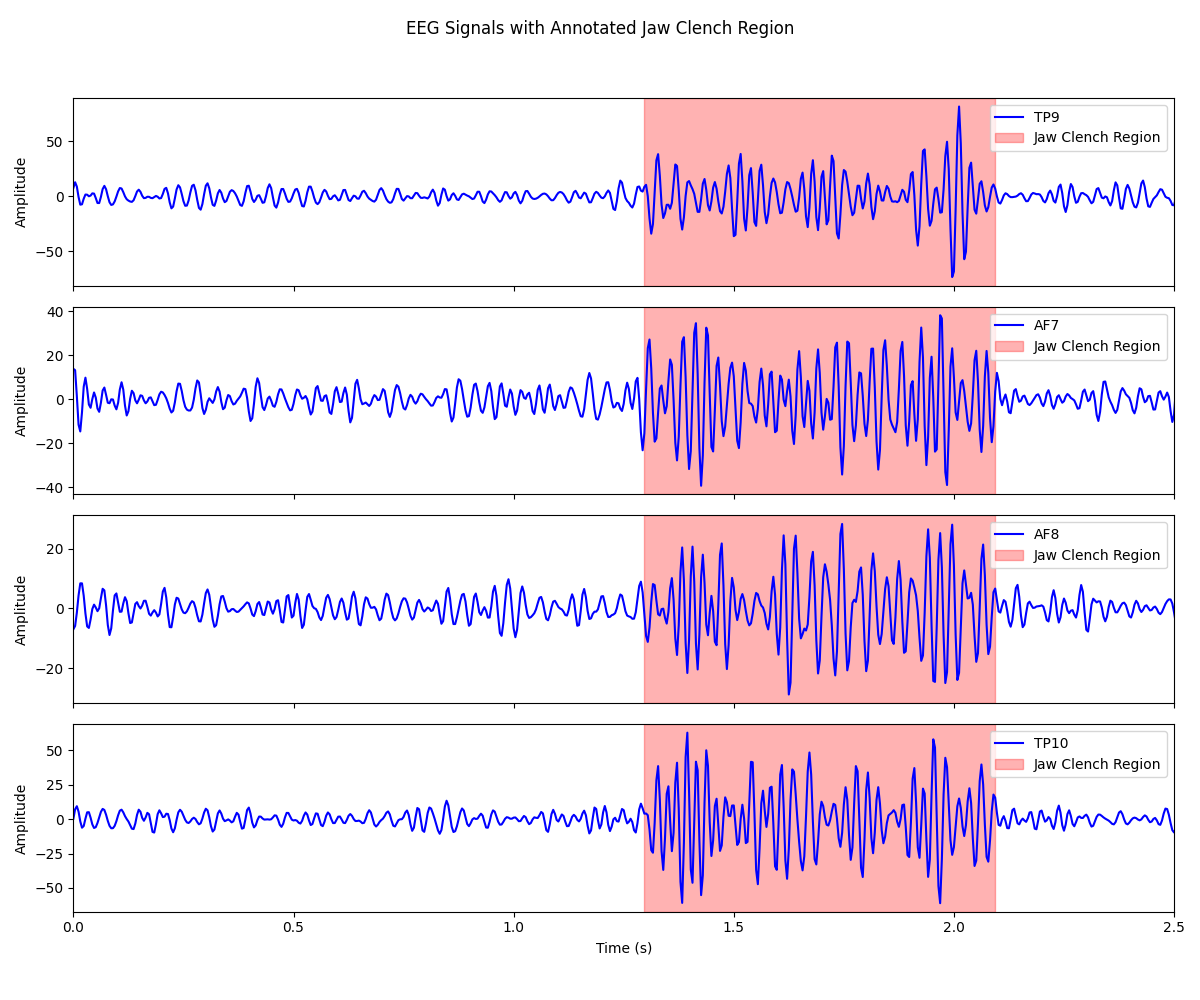 EEG Signals with Annotated Jaw Clench Region
Amplitude
50
0
−50
TP9
Jaw Clench Region
Amplitude
40
20
0
−20
−40
AF7
Jaw Clench Region
Amplitude
20
0
−20
AF8
Jaw Clench Region
Amplitude
50
25
0
−25
−50
TP10
Jaw Clench Region
0.0 0.5 1.0 1.5 2.0 2.5
Time (s)